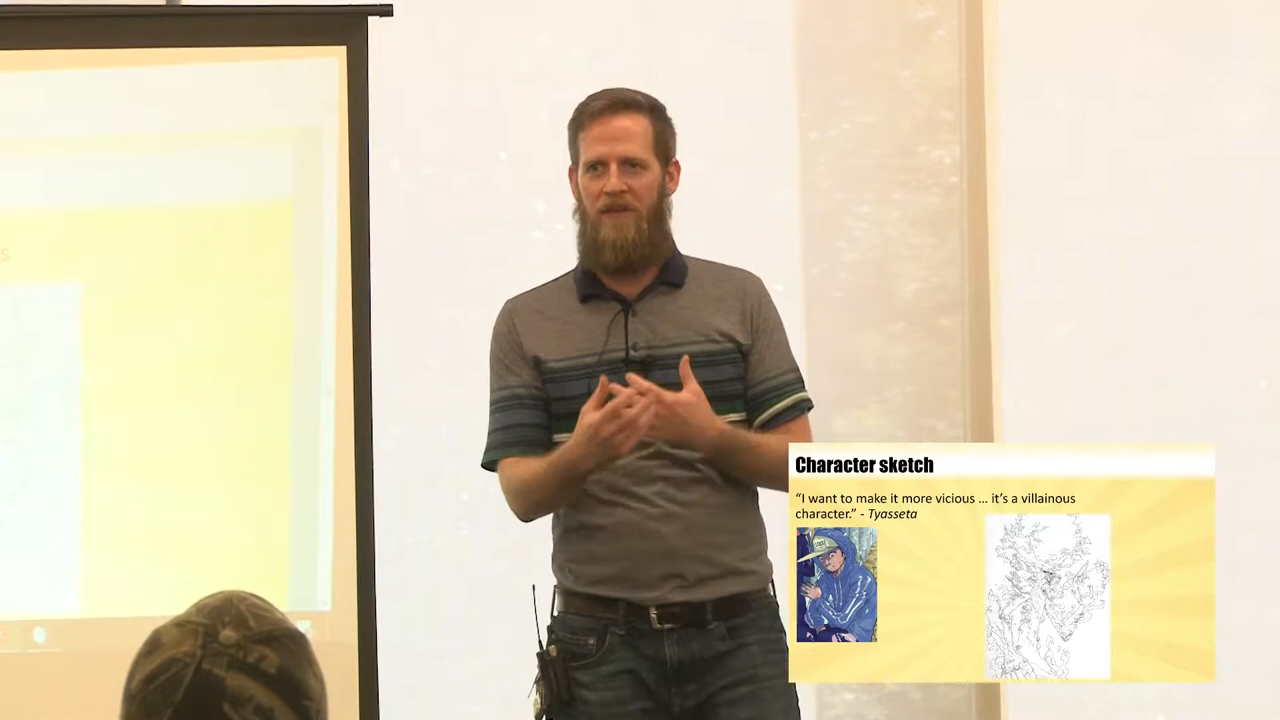 Character sketch
“I want to make it more vicious ... it’s a villainous
character.” - Tyasseta